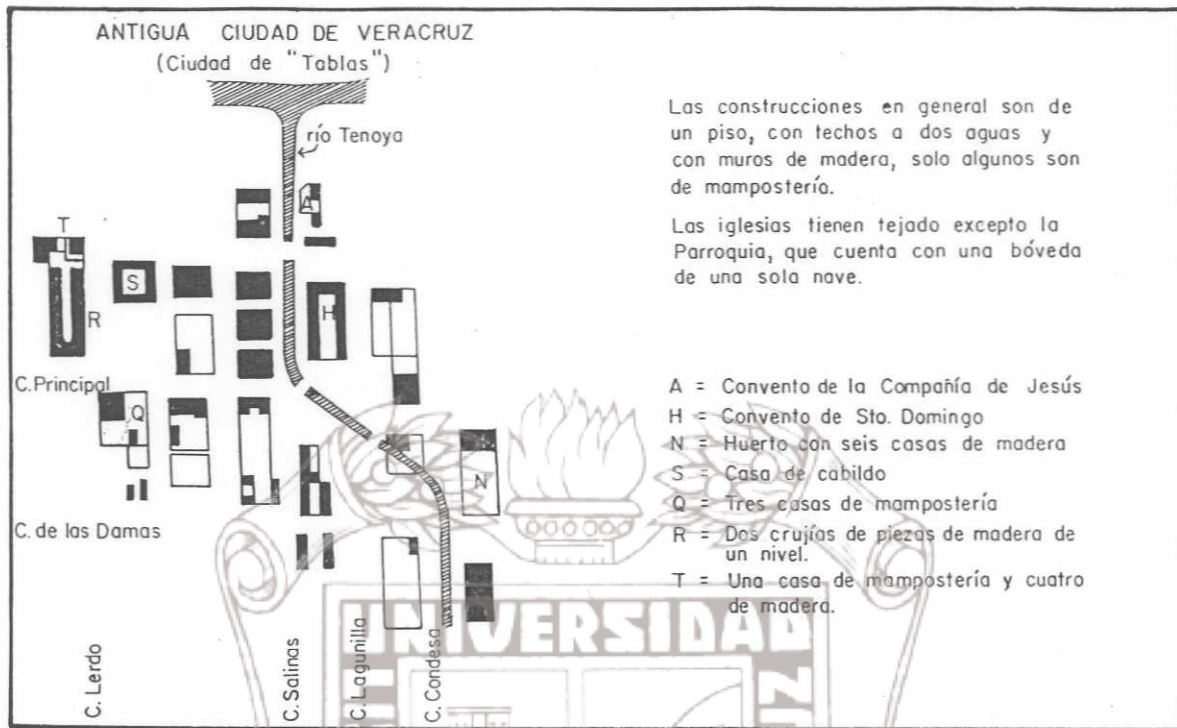 ANTIGUA CIUDAD DE VERACRUZ
(Ciudad de "Tablas")
río Tenoya
A
T
S
R
H
C. Principal
Q
N
C. de las Damas
C. Lerdo
C. Salinas
C. Lagunilla
C. Condesa
Las construcciones en general son de
un piso, con techos a dos aguas y
con muros de madera, solo algunos son
de mampostería.
Las iglesias tienen tejado excepto la
Parroquia, que cuenta con una bóveda
de una sola nave.
A = Convento de la Compañía de Jesús
H = Convento de Sto. Domingo
N = Huerto con seis casas de madera
S = Casa de cabildo
Q = Tres casas de mampostería
R = Dos crujías de piezas de madera de
un nivel.
T = Una casa de mampostería y cuatro
de madera.
UNIVERSIDAD